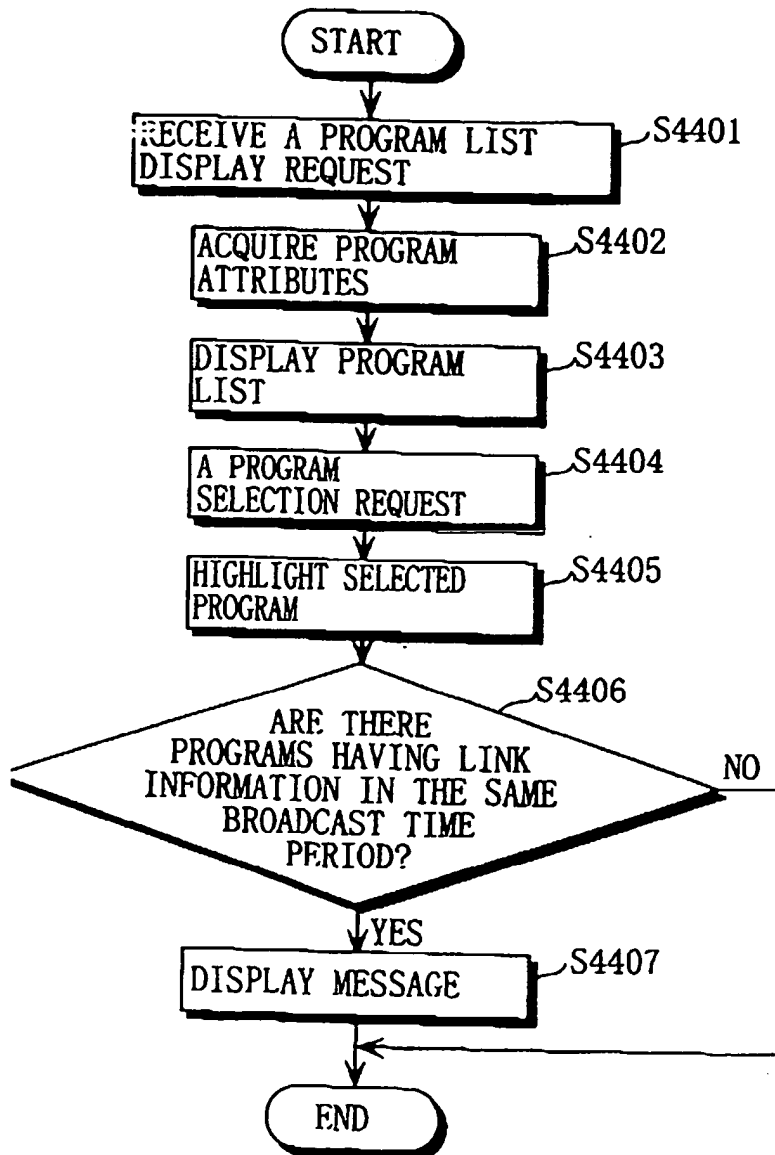 START
RECEIVE A PROGRAM LIST
DISPLAY REQUEST
S4401
ACQUIRE PROGRAM
ATTRIBUTES
S4402
DISPLAY PROGRAM
LIST
S4403
A PROGRAM
SELECTION REQUEST
S4404
HIGHLIGHT SELECTED
PROGRAM
S4405
S4406
ARE THERE
PROGRAMS HAVING LINK
INFORMATION IN THE SAME
BROADCAST TIME
PERIOD?
NO
YES
DISPLAY MESSAGE
S4407
END